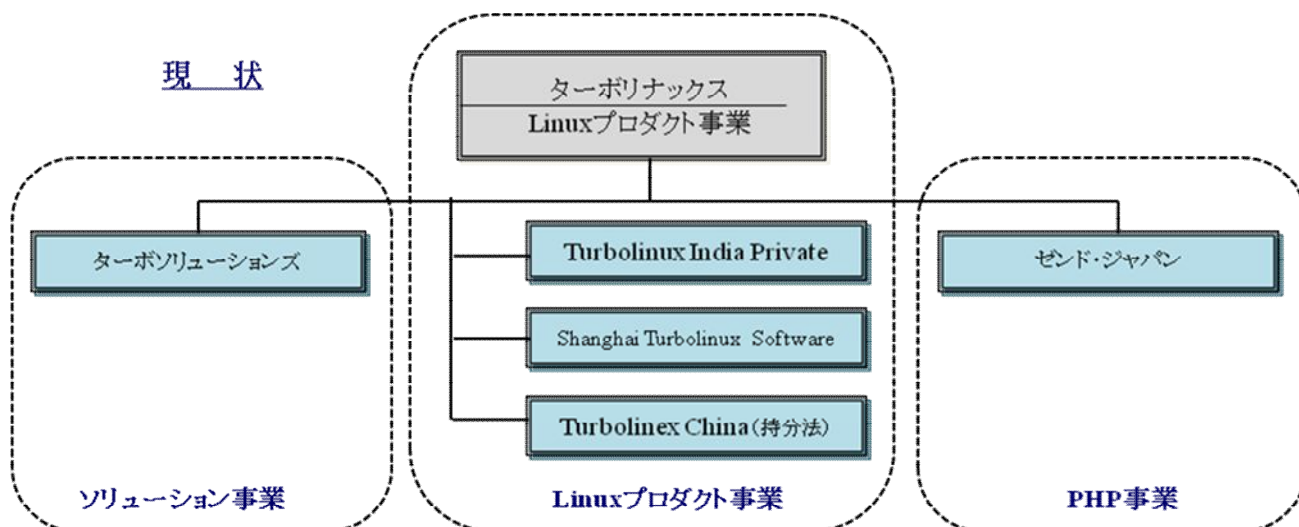 現 状
ターボリナックス
Linuxプロダクト事業
ターボソリューションズ
Turbolinux India Private
ゼンド・ジャパン
Shanghai Turbolinux Software
Turbolinex China(持分法)
ソリューション事業
Linuxプロダクト事業
PHP事業